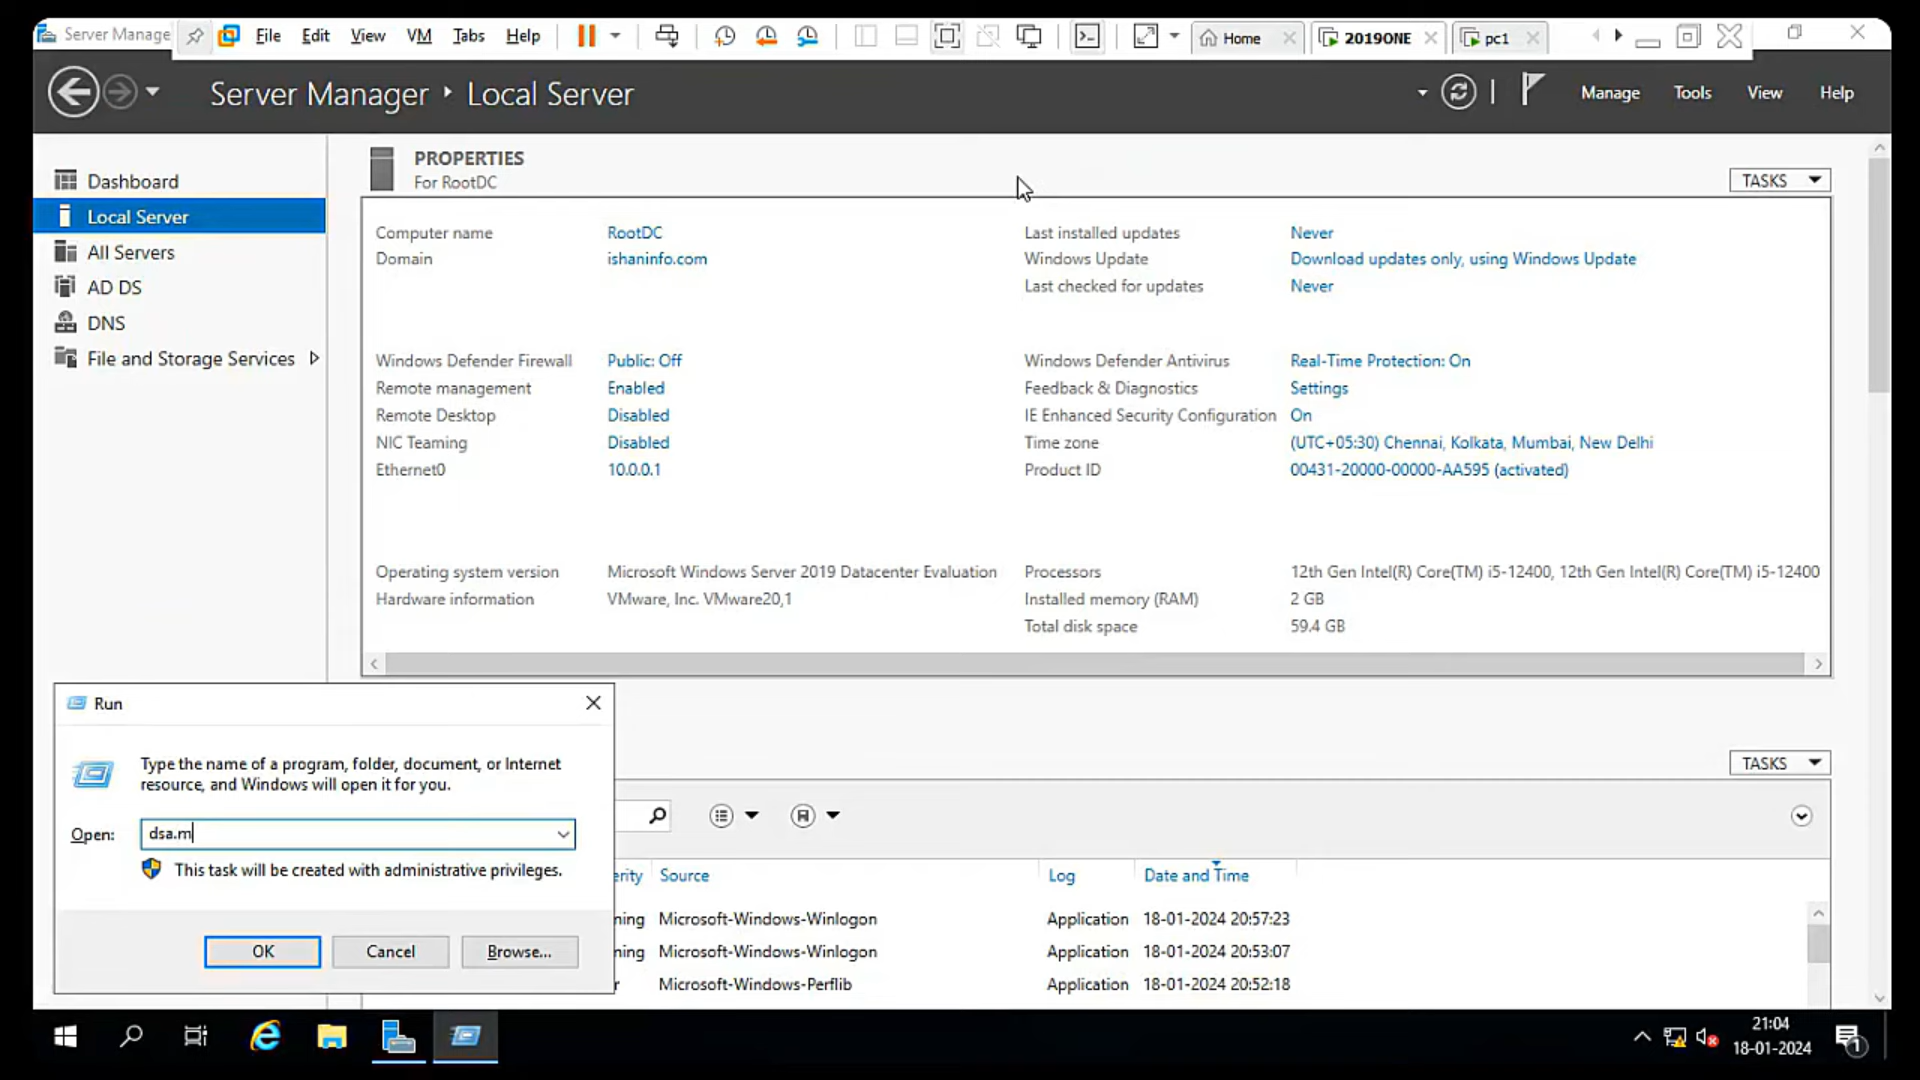 Server Manage File Edit View VM Tabs Help Home 2019ONE pc1
Server Manager Local Server Manage Tools View Help
Dashboard
Local Server
All Servers
AD DS
DNS
File and Storage Services
PROPERTIES
For RootDC
TASKS
Computer name RootDC
Domain ishaninfo.com
Last installed updates Never
Windows Update Download updates only, using Windows Update
Last checked for updates Never
Windows Defender Firewall Public: Off
Remote management Enabled
Remote Desktop Disabled
NIC Teaming Disabled
Ethernet0 10.0.0.1
Windows Defender Antivirus Real-Time Protection: On
Feedback & Diagnostics Settings
IE Enhanced Security Configuration On
Time zone (UTC+05:30) Chennai, Kolkata, Mumbai, New Delhi
Product ID 00431-20000-00000-AA595 (activated)
Operating system version Microsoft Windows Server 2019 Datacenter Evaluation
Hardware information VMware, Inc. VMware20,1
Processors 12th Gen Intel(R) Core(TM) i5-12400, 12th Gen Intel(R) Core(TM) i5-12400
Installed memory (RAM) 2 GB
Total disk space 59.4 GB
TASKS
erity Source Log Date and Time
ning Microsoft-Windows-Winlogon Application 18-01-2024 20:57:23
ning Microsoft-Windows-Winlogon Application 18-01-2024 20:53:07
r Microsoft-Windows-Perflib Application 18-01-2024 20:52:18
Run
Type the name of a program, folder, document, or Internet
resource, and Windows will open it for you.
Open: dsa.m
This task will be created with administrative privileges.
OK Cancel Browse...
21:04
18-01-2024
1